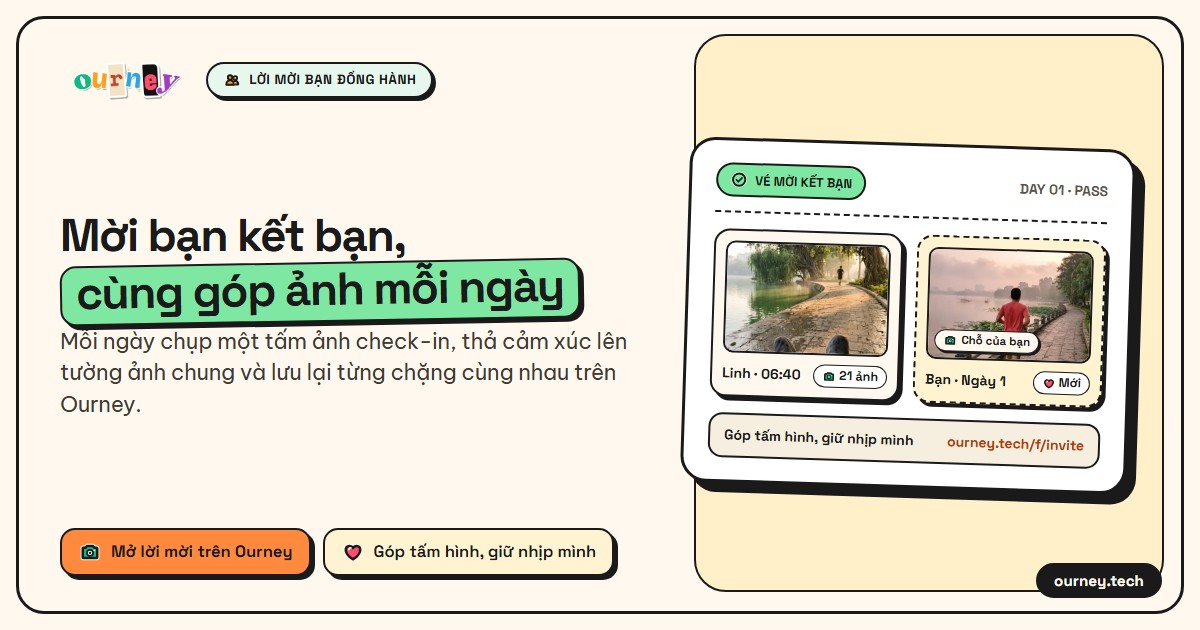 ourney
LỜI MỜI BẠN ĐỒNG HÀNH
Mời bạn kết bạn,
cùng góp ảnh mỗi ngày
Mỗi ngày chụp một tấm ảnh check-in, thả cảm xúc lên
tường ảnh chung và lưu lại từng chặng cùng nhau trên
Ourney.
Mở lời mời trên Ourney
Góp tấm hình, giữ nhịp mình
VÉ MỜI KẾT BẠN
DAY 01 · PASS
Linh · 06:40
21 ảnh
Chỗ của bạn
Bạn · Ngày 1
Mới
Góp tấm hình, giữ nhịp mình
ourney.tech/f/invite
ourney.tech